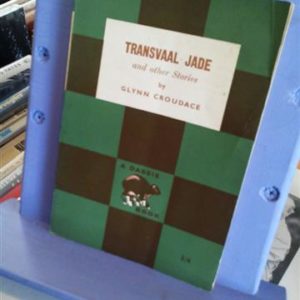 TRANSVAAL JADE
and other Stories
by
GLYNN CROUDACE
A DASSIE
BOOK